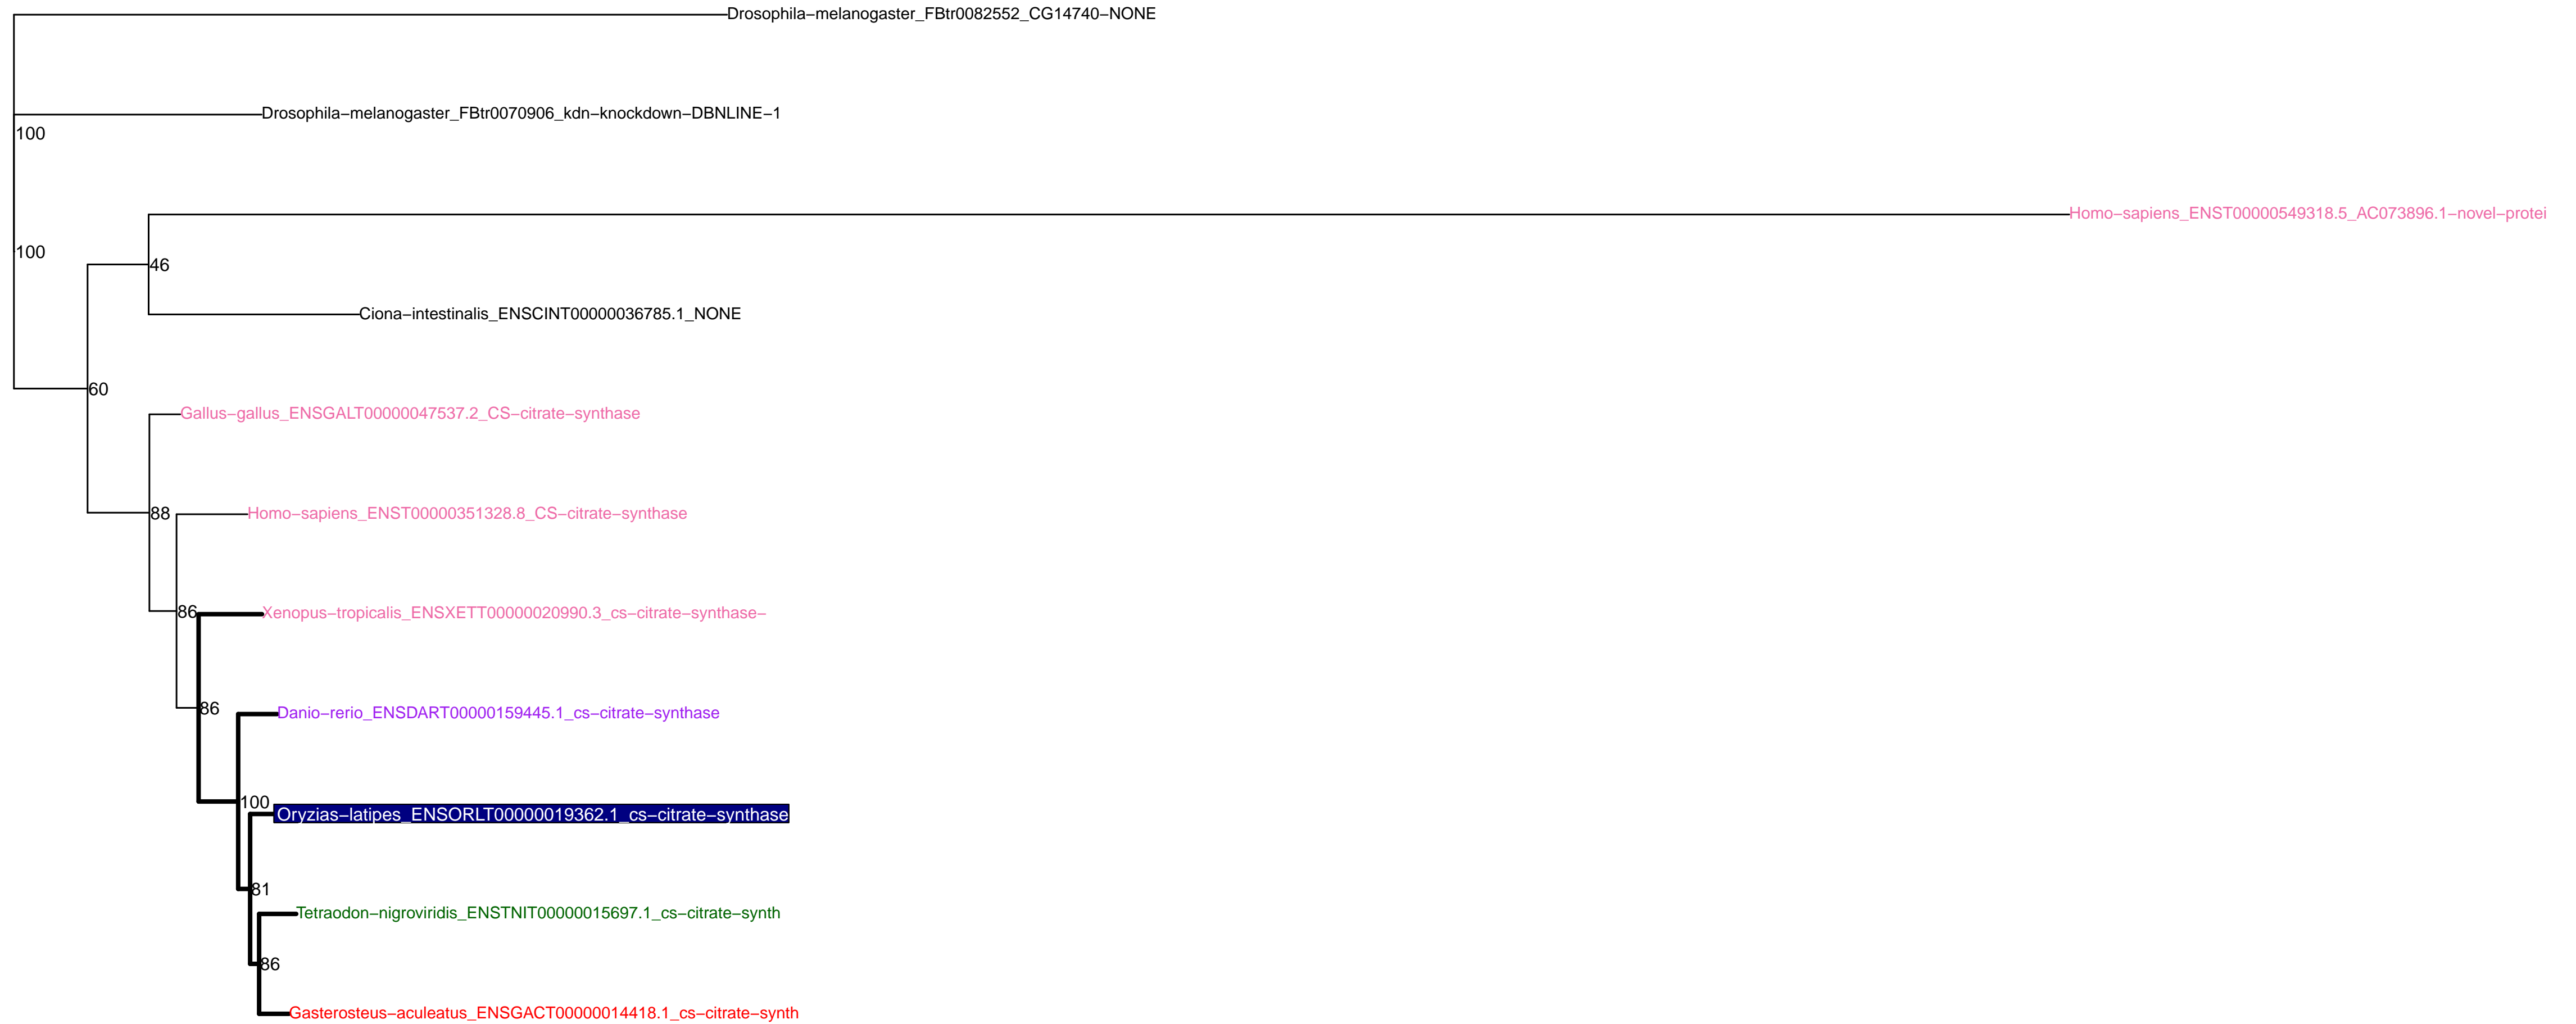 Drosophila−melanogaster_FBtr0082552_CG14740−NONE
Drosophila−melanogaster_FBtr0070906_kdn−knockdown−DBNLINE−1
100
Homo−sapiens_ENST00000549318.5_AC073896.1−novel−protei
100
46
Ciona−intestinalis_ENSCINT00000036785.1_NONE
60
Gallus−gallus_ENSGALT00000047537.2_CS−citrate−synthase
88
Homo−sapiens_ENST00000351328.8_CS−citrate−synthase
86
Xenopus−tropicalis_ENSXETT00000020990.3_cs−citrate−synthase−
86
Danio−rerio_ENSDART00000159445.1_cs−citrate−synthase
100
Oryzias−latipes_ENSORLT00000019362.1_cs−citrate−synthase
81
Tetraodon−nigroviridis_ENSTNIT00000015697.1_cs−citrate−synth
86
Gasterosteus−aculeatus_ENSGACT00000014418.1_cs−citrate−synth